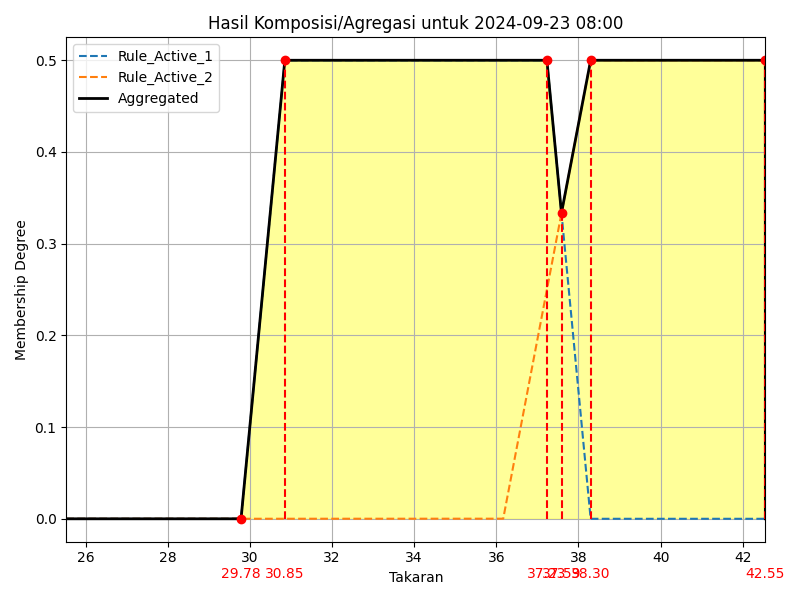 Hasil Komposisi/Agregasi untuk 2024-09-23 08:00
Rule_Active_1
Rule_Active_2
Aggregated
Membership Degree
0.5
0.4
0.3
0.2
0.1
0.0
26 28 30 32 34 36 38 40 42
29.78 30.85 38.30 42.55
Takaran